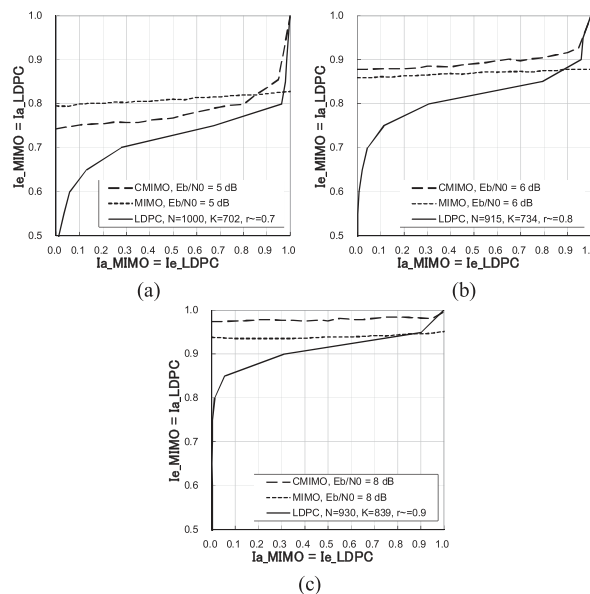 1.0
0.9
0.8
0.7
0.6
0.5
Ie_MIMO = Ia_LDPC
CMIMO, Eb/N0 = 5 dB
MIMO, Eb/N0 = 5 dB
LDPC, N=1000, K=702, r~=0.7
0.0 0.1 0.2 0.3 0.4 0.5 0.6 0.7 0.8 0.9 1.0
Ia_MIMO = Ie_LDPC
(a)
1.0
0.9
0.8
0.7
0.6
0.5
Ie_MIMO = Ia_LDPC
CMIMO, Eb/N0 = 6 dB
MIMO, Eb/N0 = 6 dB
LDPC, N=915, K=734, r~=0.8
0.0 0.1 0.2 0.3 0.4 0.5 0.6 0.7 0.8 0.9
Ia_MIMO = Ie_LDPC
(b)
1.0
0.9
0.8
0.7
0.6
0.5
Ie_MIMO = Ia_LDPC
CMIMO, Eb/N0 = 8 dB
MIMO, Eb/N0 = 8 dB
LDPC, N=930, K=839, r~=0.9
0.0 0.1 0.2 0.3 0.4 0.5 0.6 0.7 0.8 0.9 1.0
Ia_MIMO = Ie_LDPC
(c)